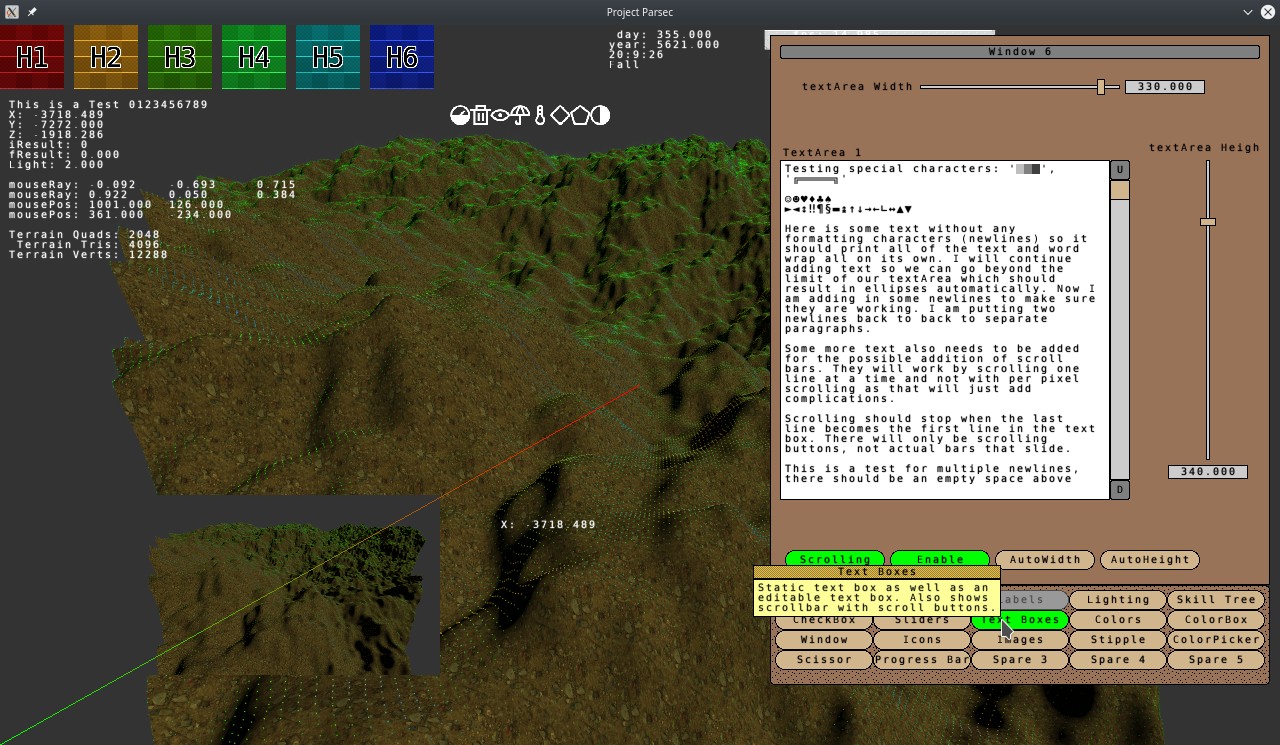 Project Parsec
H1 H2 H3 H4 H5 H6
day: 355.000
year: 5621.000
20:9:26
Fall
This is a Test 0123456789
X: -3718.489
Y: -7272.000
Z: -1918.286
iResult: 0
fResult: 0.000
Light: 2.000
mouseRay: -0.092 -0.693 0.715
mouseRay: 0.922 0.050 0.384
mousePos: 1001.000 126.000
mousePos: 361.000 -234.000
Terrain Quads: 2048
Terrain Tris: 4096
Terrain Verts: 12288
X: -3718.489
Window 6
textArea Width 330.000
textArea Heigh
TextArea 1
Testing special characters: '░▒▓█',
'╔═════╗'
☺☻♥♦♣♠
►◄↕‼¶§▬↨↑↓→←∟↔▲▼
Here is some text without any
formatting characters (newlines) so it
should print all of the text and word
wrap all on its own. I will continue
adding text so we can go beyond the
limit of our textArea which should
result in ellipses automatically. Now I
am adding in some newlines to make sure
they are working. I am putting two
newlines back to back to separate
paragraphs.
Some more text also needs to be added
for the possible addition of scroll
bars. They will work by scrolling one
line at a time and not with per pixel
scrolling as that will just add
complications.
Scrolling should stop when the last
line becomes the first line in the text
box. There will only be scrolling
buttons, not actual bars that slide.
This is a test for multiple newlines,
there should be an empty space above
U
D
340.000
Scrolling Enable AutoWidth AutoHeight
Text Boxes
Static text box as well as an
editable text box. Also shows
scrollbar with scroll buttons.
Lighting Skill Tree
CheckBox Sliders Text Boxes Colors ColorBox
Window Icons Images Stipple ColorPicker
Scissor Progress Bar Spare 3 Spare 4 Spare 5